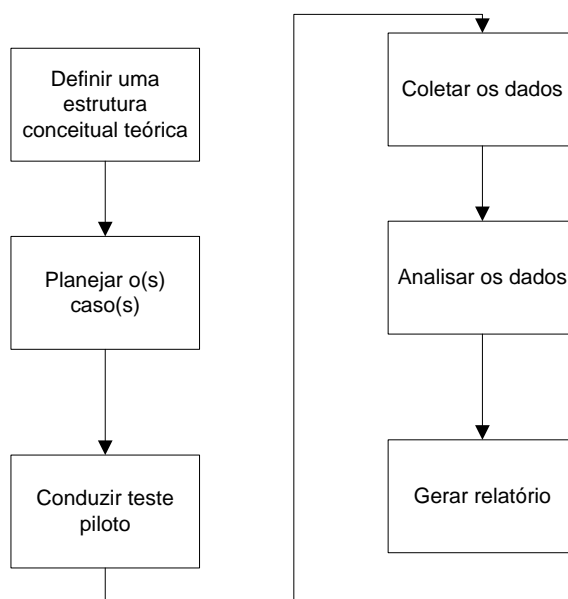 Definir uma
estrutura
conceitual teórica
Planejar o(s)
caso(s)
Conduzir teste
piloto
Coletar os dados
Analisar os dados
Gerar relatório